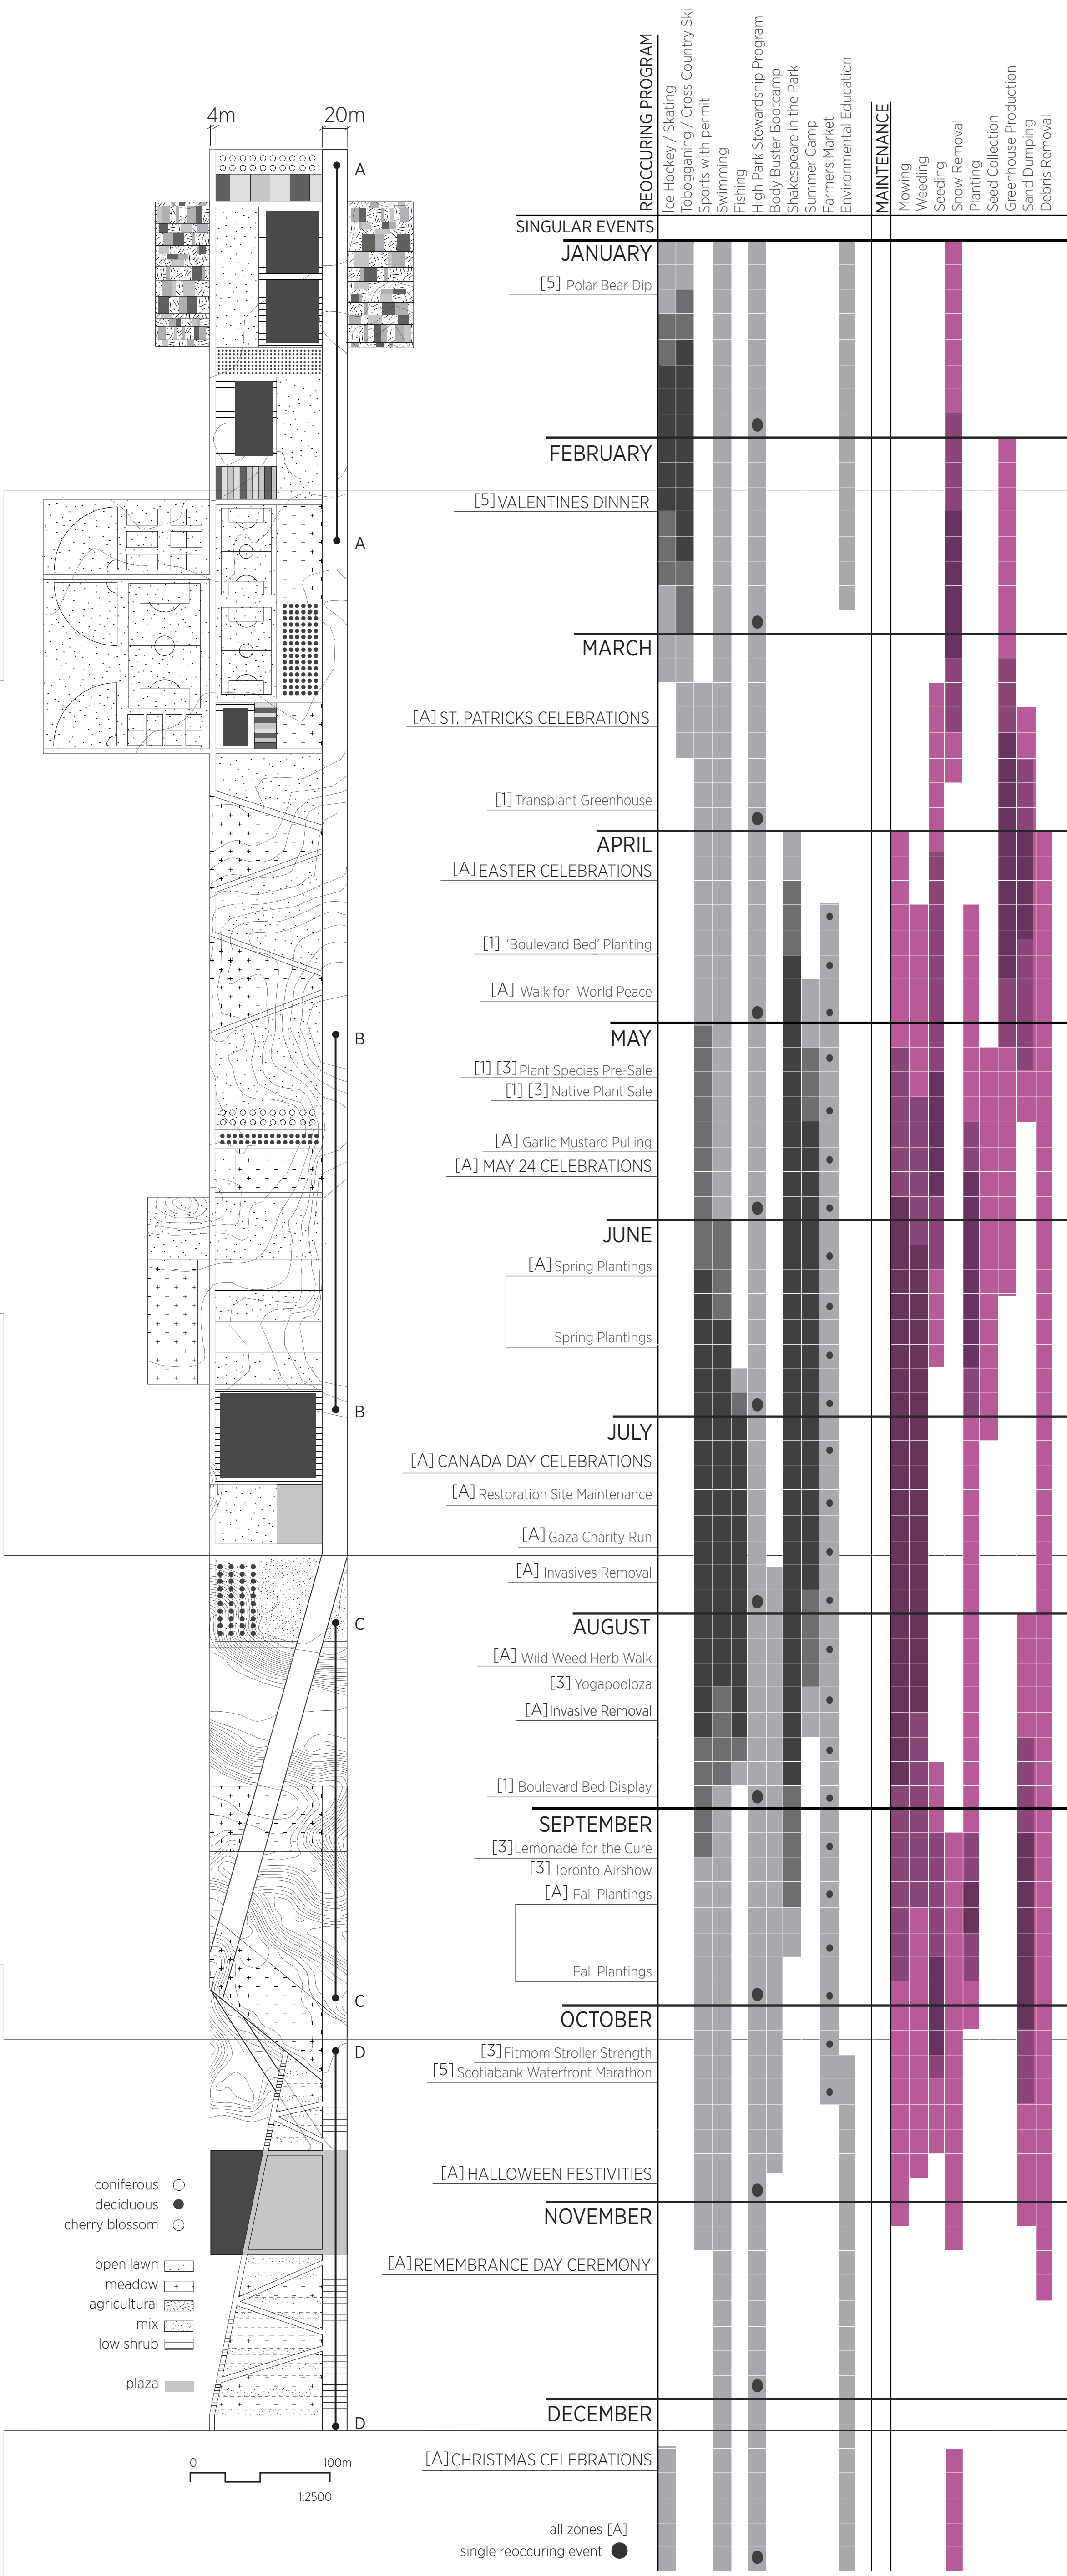 4m
20m
REOCCURING PROGRAM
Ice Hockey / Skating
Tobogganing / Cross Country Ski
Sports with permit
Swimming
Fishing
High Park Stewardship Program
Body Buster Bootcamp
Shakespeare in the Park
Summer Camp
Farmers Market
Environmental Education
MAINTENANCE
Mowing
Weeding
Seeding
Snow Removal
Planting
Seed Collection
Greenhouse Production
Sand Dumping
Debris Removal
SINGULAR EVENTS
JANUARY
[5] Polar Bear Dip
FEBRUARY
[5] VALENTINES DINNER
MARCH
[A] ST. PATRICKS CELEBRATIONS
[1] Transplant Greenhouse
APRIL
[A] EASTER CELEBRATIONS
[1] 'Boulevard Bed' Planting
[A] Walk for World Peace
MAY
[1] [3] Plant Species Pre-Sale
[1] [3] Native Plant Sale
[A] Garlic Mustard Pulling
[A] MAY 24 CELEBRATIONS
JUNE
[A] Spring Plantings
Spring Plantings
JULY
[A] CANADA DAY CELEBRATIONS
[A] Restoration Site Maintenance
[A] Gaza Charity Run
[A] Invasives Removal
AUGUST
[A] Wild Weed Herb Walk
[3] Yogapooloza
[A] Invasive Removal
[1] Boulevard Bed Display
SEPTEMBER
[3] Lemonade for the Cure
[3] Toronto Airshow
[A] Fall Plantings
Fall Plantings
OCTOBER
[3] Fitmom Stroller Strength
[5] Scotiabank Waterfront Marathon
[A] HALLOWEEN FESTIVITIES
NOVEMBER
[A] REMEMBRANCE DAY CEREMONY
DECEMBER
[A] CHRISTMAS CELEBRATIONS
all zones [A]
single reoccuring event
A
A
B
B
C
C
D
D
coniferous
deciduous
cherry blossom
open lawn
meadow
agricultural
mix
low shrub
plaza
0
100m
1:2500